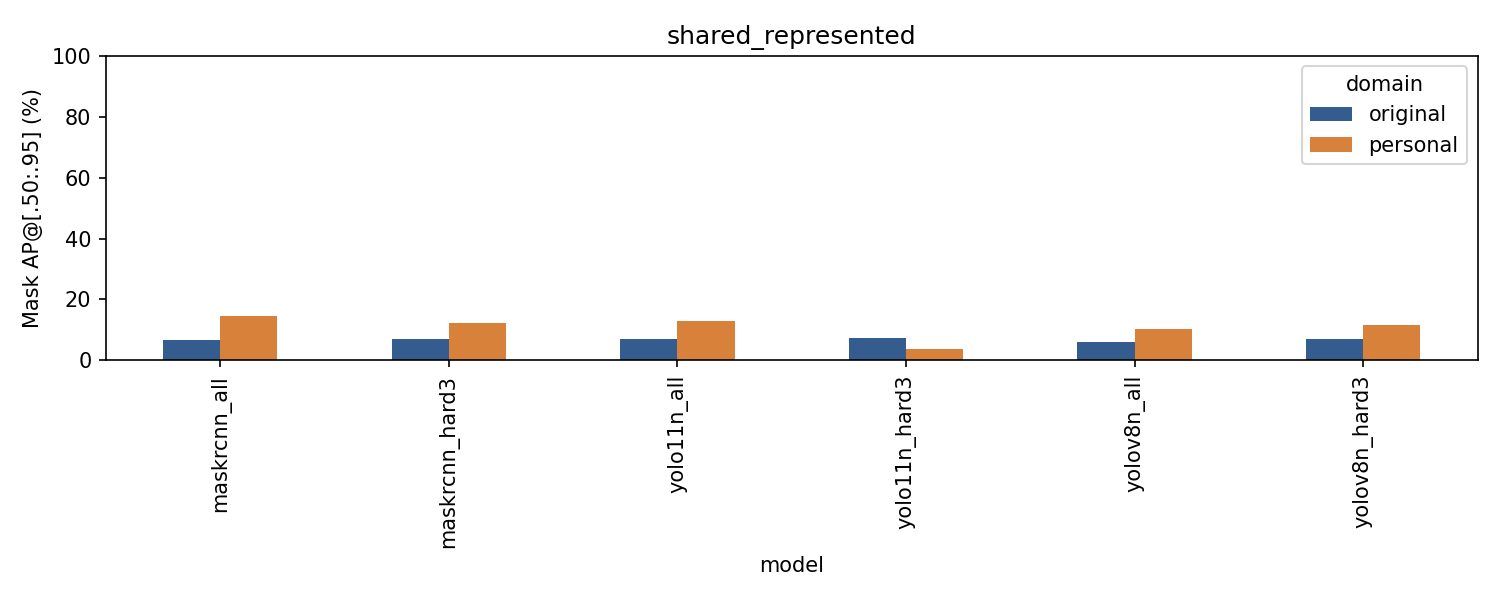 shared_represented
Mask AP@[.50:.95] (%)
100
80
60
40
20
0
domain
original
personal
maskrcnn_all
maskrcnn_hard3
yolo11n_all
yolo11n_hard3
yolov8n_all
yolov8n_hard3
model